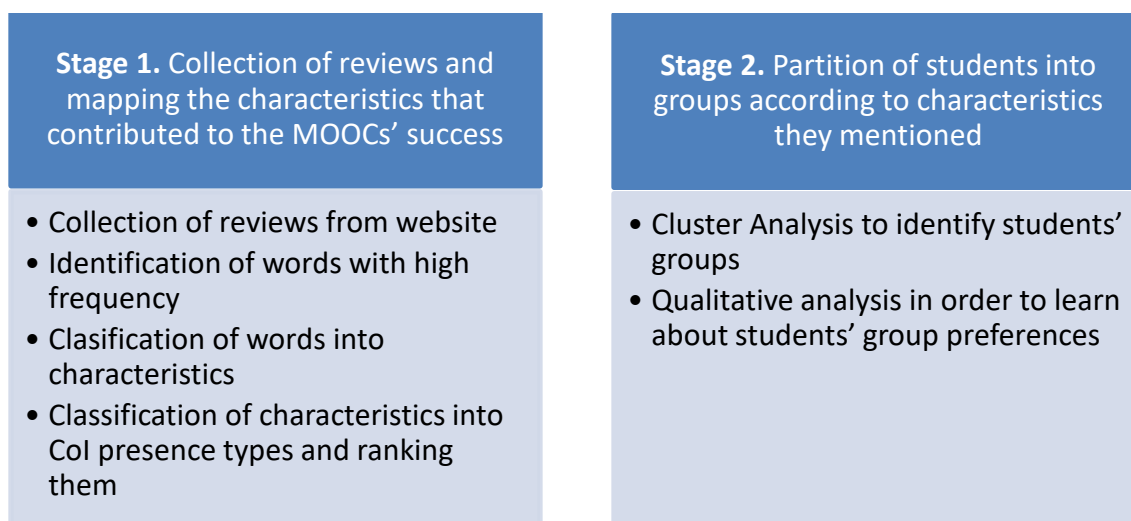 Stage 1. Collection of reviews and
mapping the characteristics that
contributed to the MOOCs’ success
• Collection of reviews from website
• Identification of words with high
frequency
• Clasification of words into
characteristics
• Classification of characteristics into
CoI presence types and ranking
them
Stage 2. Partition of students into
groups according to characteristics
they mentioned
• Cluster Analysis to identify students’
groups
• Qualitative analysis in order to learn
about students’ group preferences